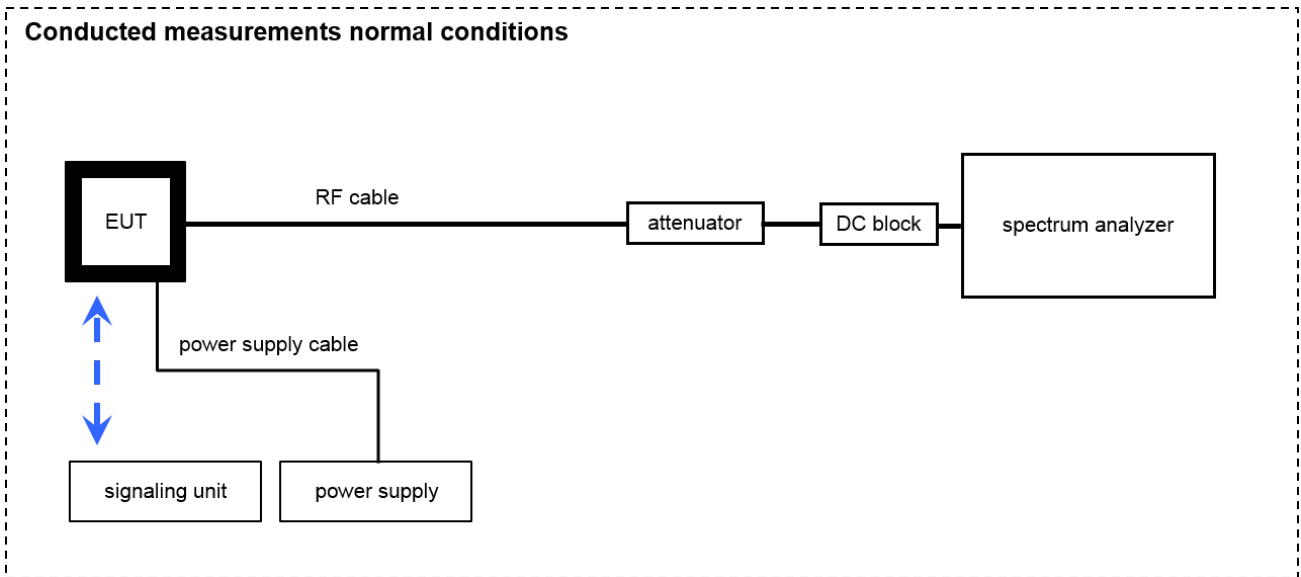 Conducted measurements normal conditions
RF cable
EUT
attenuator
DC block
spectrum analyzer
power supply cable
signaling unit
power supply